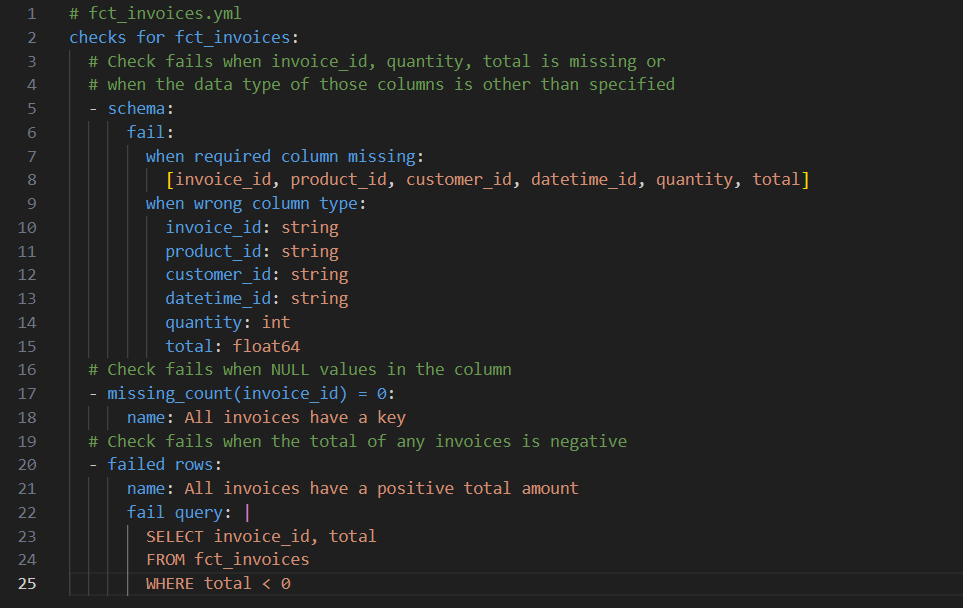 1 # fct_invoices.yml
2 checks for fct_invoices:
3   # Check fails when invoice_id, quantity, total is missing or
4   # when the data type of those columns is other than specified
5   - schema:
6       fail:
7         when required column missing:
8           [invoice_id, product_id, customer_id, datetime_id, quantity, total]
9         when wrong column type:
10           invoice_id: string
11           product_id: string
12           customer_id: string
13           datetime_id: string
14           quantity: int
15           total: float64
16   # Check fails when NULL values in the column
17   - missing_count(invoice_id) = 0:
18       name: All invoices have a key
19   # Check fails when the total of any invoices is negative
20   - failed rows:
21       name: All invoices have a positive total amount
22       fail query: |
23         SELECT invoice_id, total
24         FROM fct_invoices
25         WHERE total < 0